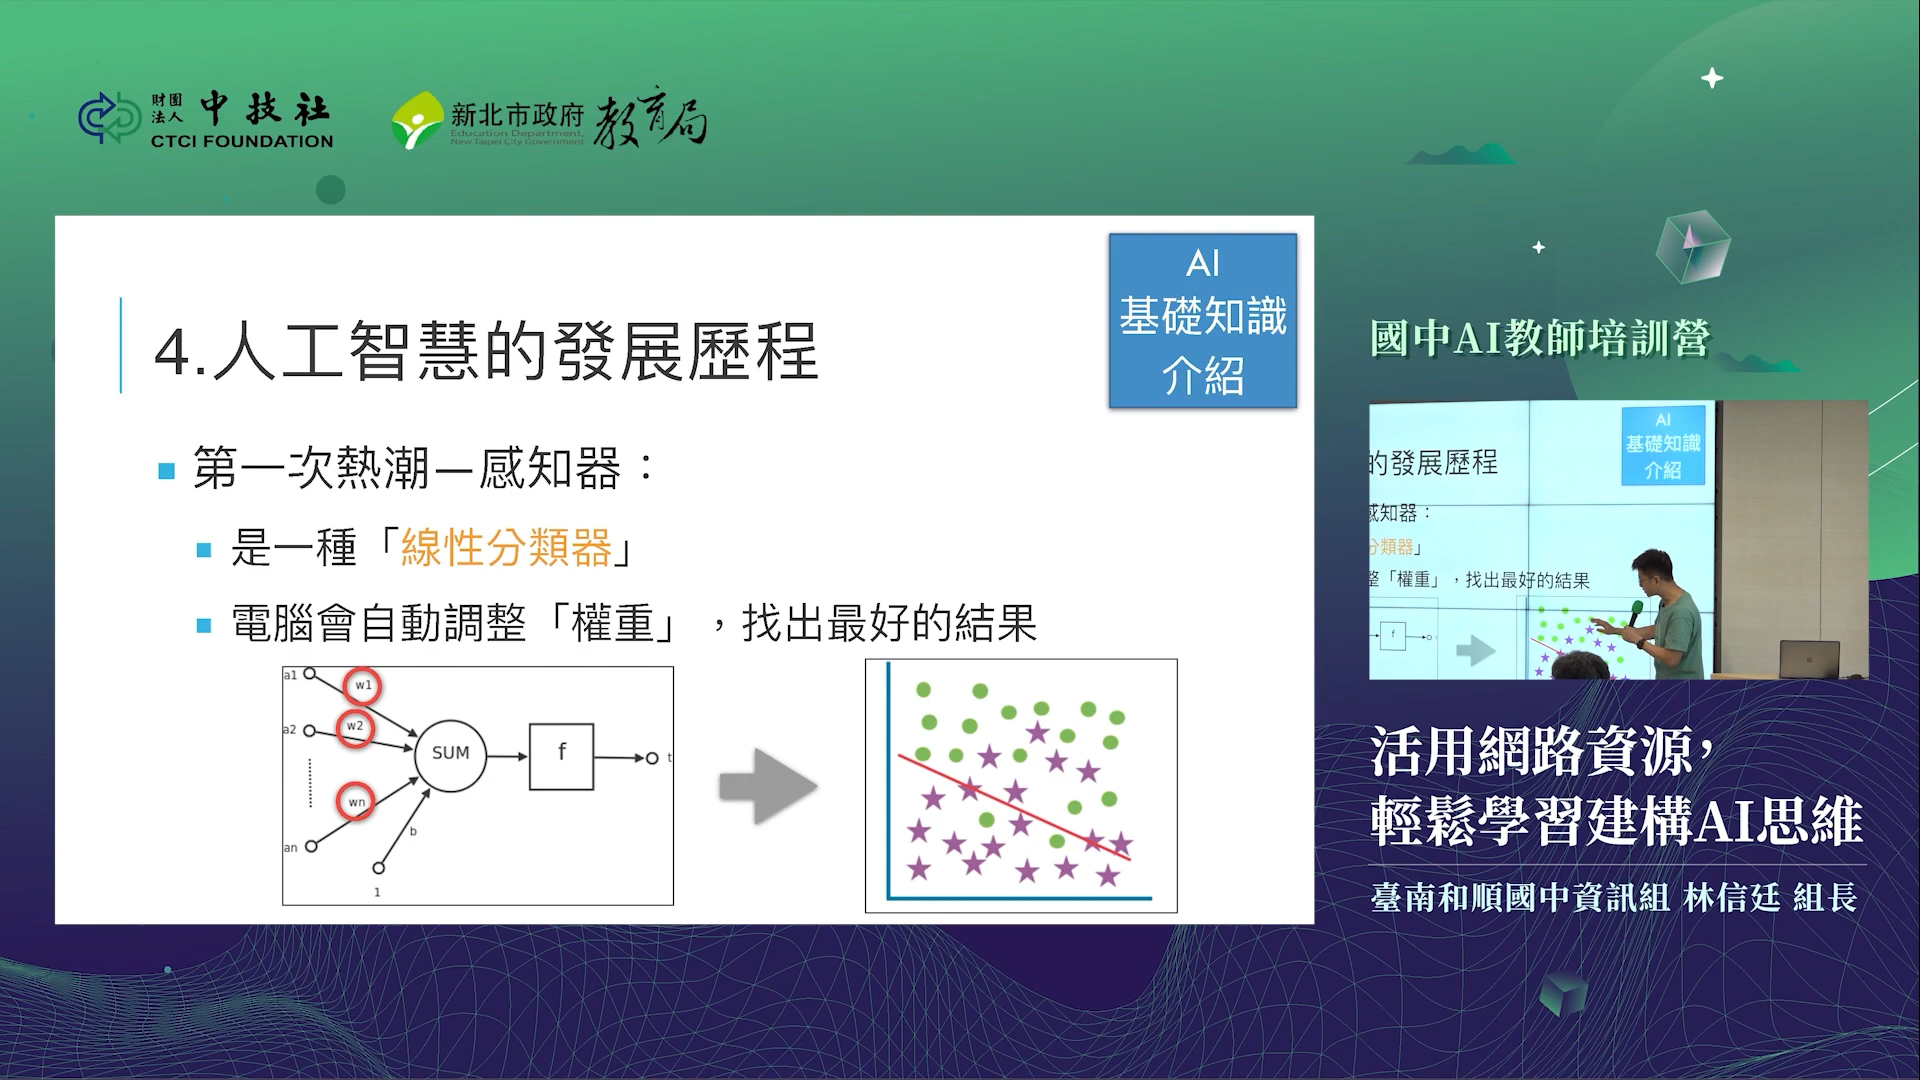 財團法人 中技社
CTCI FOUNDATION
新北市政府 教育局
Education Department,
New Taipei City Government
AI
基礎知識
介紹
4.人工智慧的發展歷程
第一次熱潮—感知器：
是一種「線性分類器」
電腦會自動調整「權重」，找出最好的結果
a1
w1
a2
w2
wn
an
b
1
SUM
f
t
國中AI教師培訓營
AI
基礎知識
介紹
的發展歷程
感知器：
分類器」
整「權重」，找出最好的結果
f
活用網路資源，
輕鬆學習建構AI思維
臺南和順國中資訊組 林信廷 組長